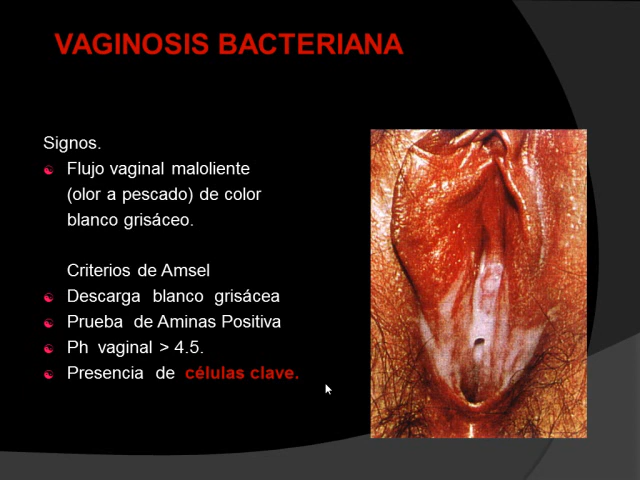 VAGINOSIS BACTERIANA
Signos.
Flujo vaginal maloliente
(olor a pescado) de color
blanco grisáceo.
Criterios de Amsel
Descarga blanco grisácea
Prueba de Aminas Positiva
Ph vaginal > 4.5.
Presencia de células clave.